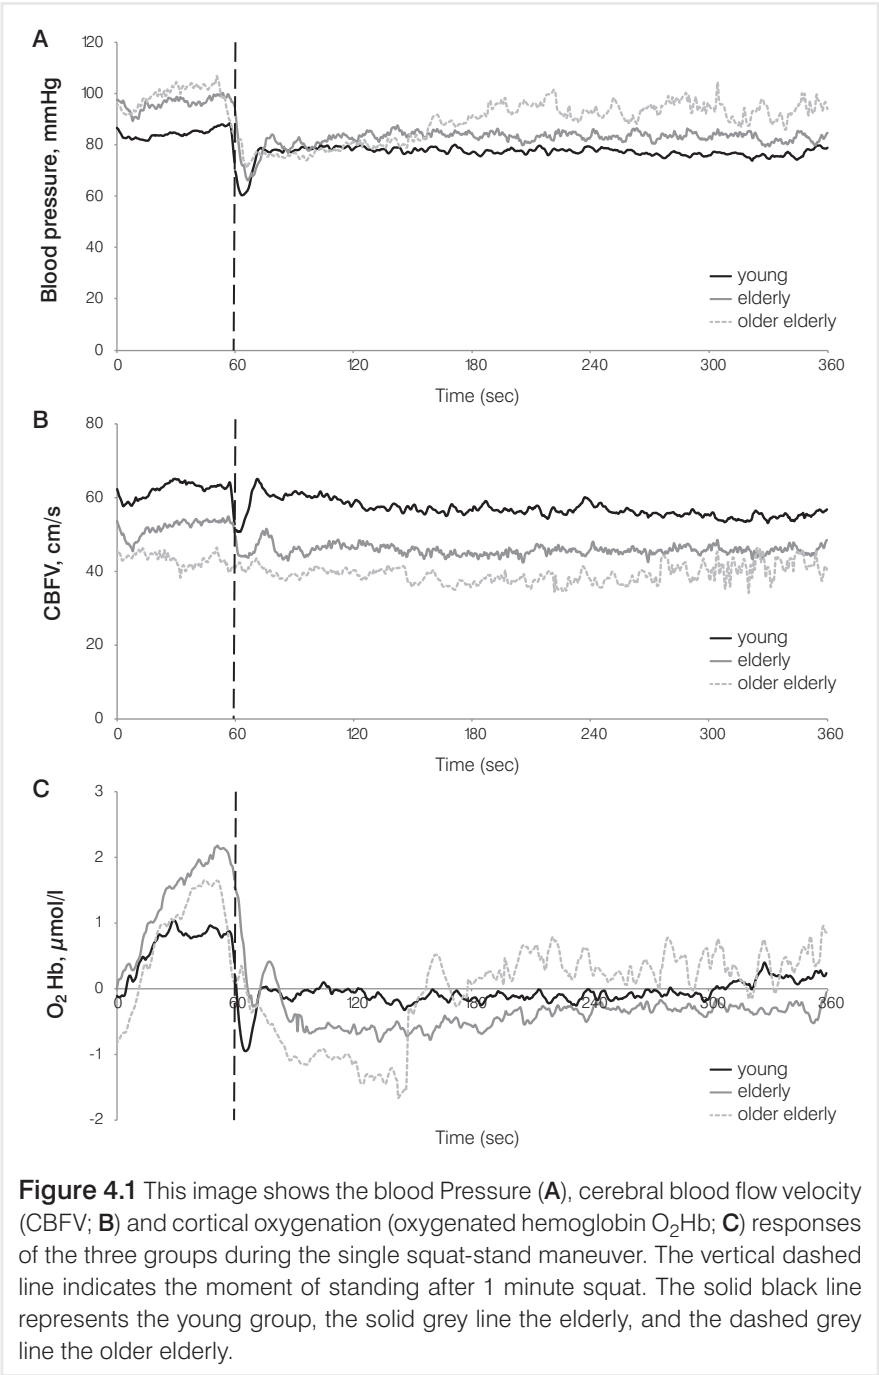 A
Blood pressure, mmHg
120
100
80
60
40
20
0
0 60 120 180 240 300 360
Time (sec)
young
elderly
older elderly
B
CBFV, cm/s
80
60
40
20
0
0 60 120 180 240 300 360
Time (sec)
young
elderly
older elderly
C
O₂ Hb, µmol/l
3
2
1
0
-1
-2
0 60 120 180 240 300 360
Time (sec)
young
elderly
older elderly
Figure 4.1 This image shows the blood Pressure (A), cerebral blood flow velocity
(CBFV; B) and cortical oxygenation (oxygenated hemoglobin O₂Hb; C) responses
of the three groups during the single squat-stand maneuver. The vertical dashed
line indicates the moment of standing after 1 minute squat. The solid black line
represents the young group, the solid grey line the elderly, and the dashed grey
line the older elderly.